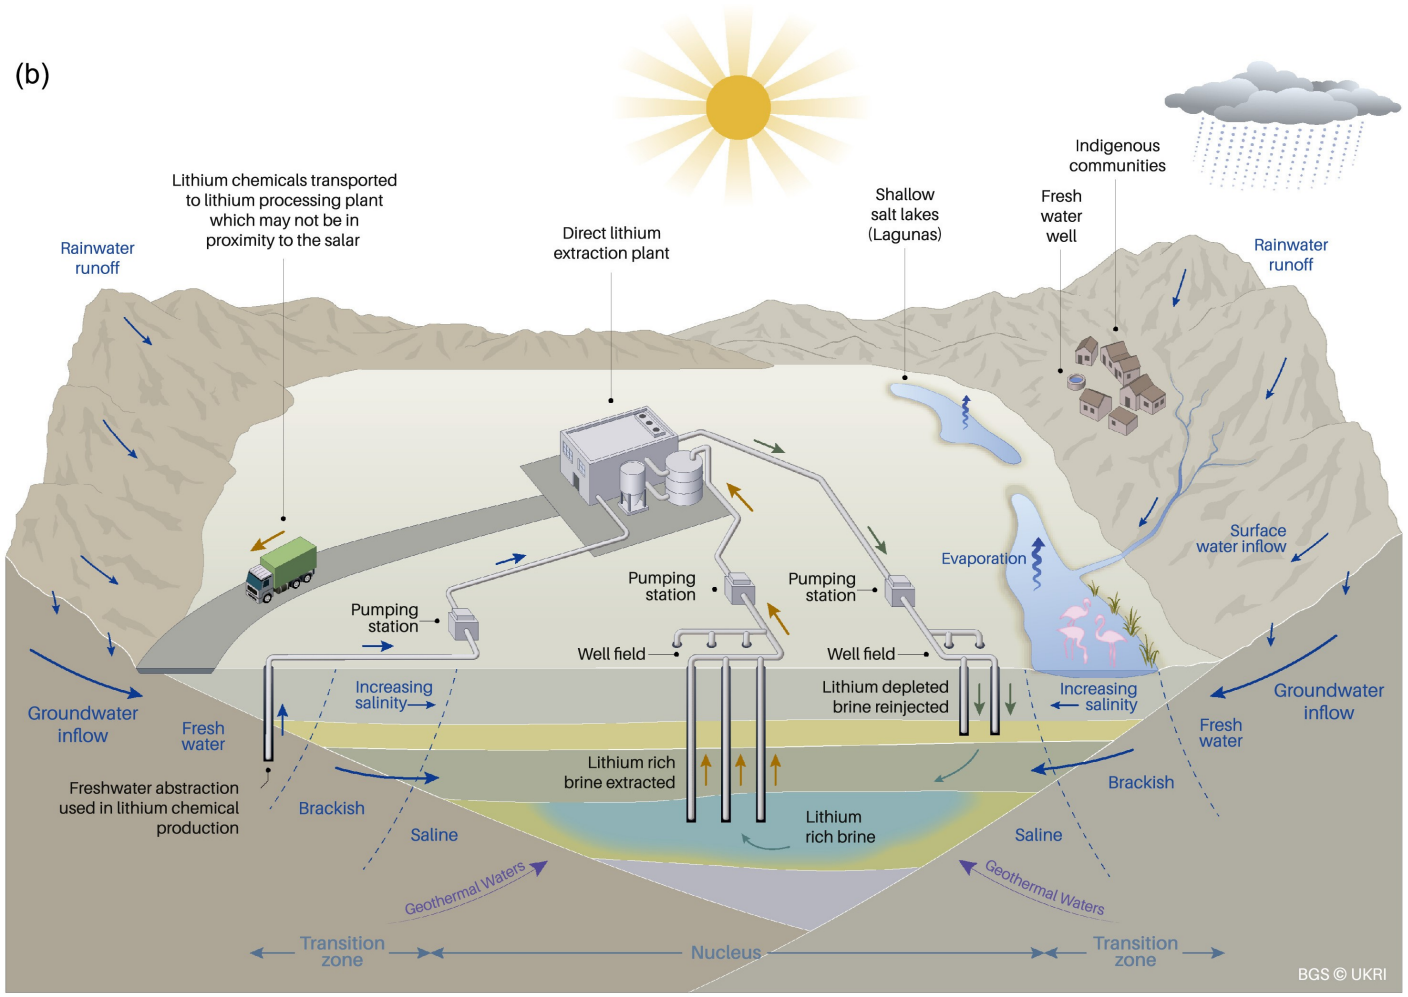 (b)
Lithium chemicals transported
to lithium processing plant
which may not be in
proximity to the salar
Rainwater
runoff
Direct lithium
extraction plant
Shallow
salt lakes
(Lagunas)
Fresh
water
well
Indigenous
communities
Rainwater
runoff
Surface
water inflow
Evaporation
Pumping
station
Pumping
station
Pumping
station
Well field
Well field
Increasing
salinity
Lithium depleted
brine reinjected
Increasing
salinity
Groundwater
inflow
Fresh
water
Fresh
water
Groundwater
inflow
Freshwater abstraction
used in lithium chemical
production
Lithium rich
brine extracted
Brackish
Brackish
Saline
Lithium
rich brine
Saline
Geothermal Waters
Geothermal Waters
Transition
zone
Nucleus
Transition
zone
BGS © UKRI